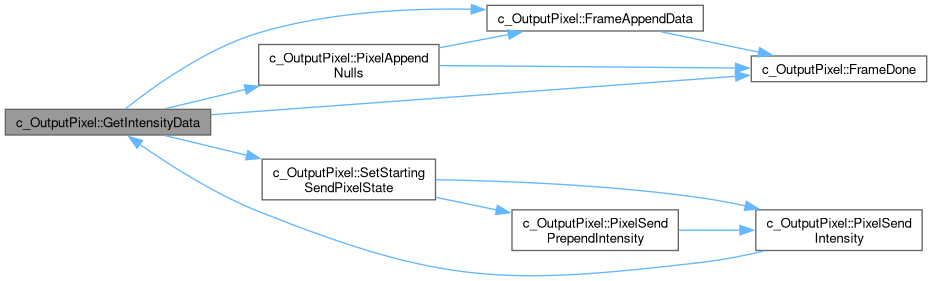 c_OutputPixel::GetIntensityData
c_OutputPixel::PixelAppend
Nulls
c_OutputPixel::FrameAppendData
c_OutputPixel::FrameDone
c_OutputPixel::SetStarting
SendPixelState
c_OutputPixel::PixelSend
PrependIntensity
c_OutputPixel::PixelSend
Intensity